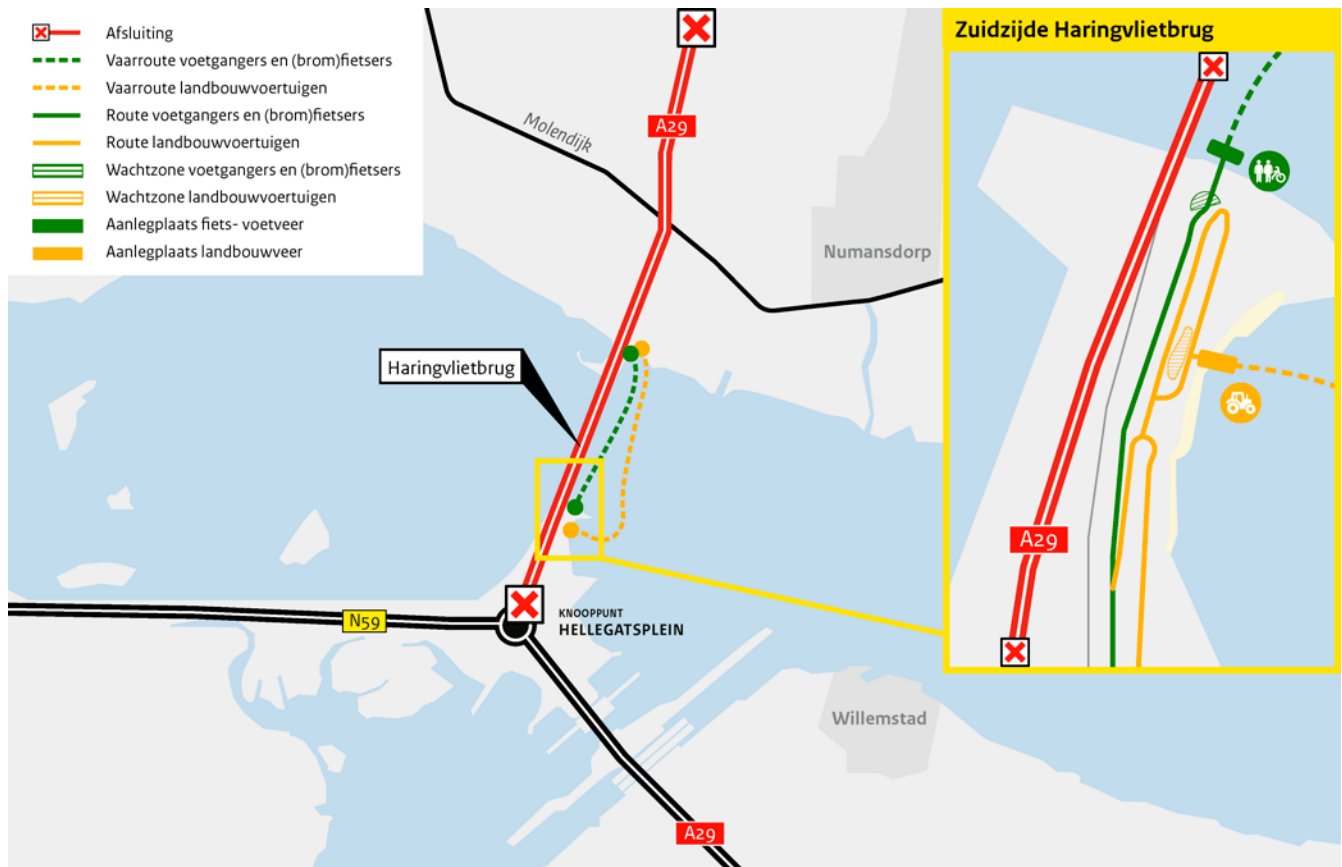 Afsluiting
Vaarroute voetgangers en (brom)fietsers
Vaarroute landbouwvoertuigen
Route voetgangers en (brom)fietsers
Route landbouwvoertuigen
Wachtzone voetgangers en (brom)fietsers
Wachtzone landbouwvoertuigen
Aanlegplaats fiets- voetveer
Aanlegplaats landbouwveer
Molendijk
A29
Numansdorp
Haringvlietbrug
N59
KNOOPPUNT
HELLEGATSPLEIN
Willemstad
A29
Zuidzijde Haringvlietbrug
A29